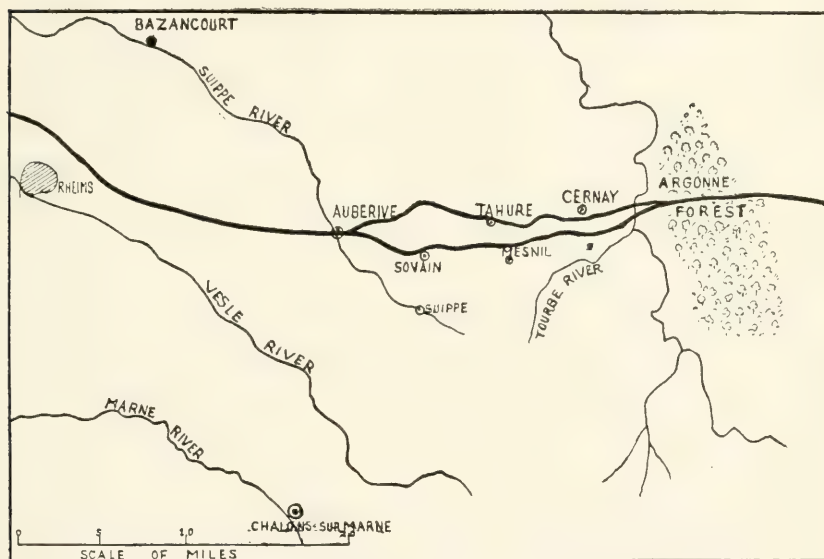 BAZANCOURT
SUIPPE RIVER
RHEIMS
AUBERIVE
TAHURE
CERNAY
ARGONNE
FOREST
SOVAIN
MESNIL
SUIPPE
TOURBE RIVER
VESLE
RIVER
MARNE
RIVER
CHALONS-SUR MARNE
0 5 10 20
SCALE OF MILES